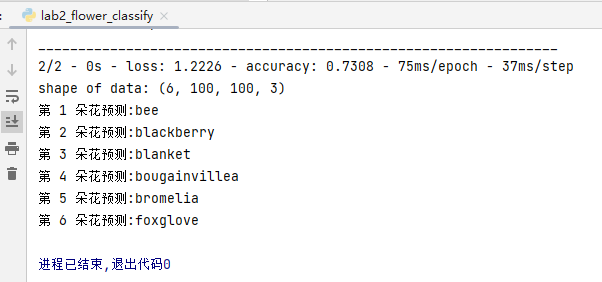 lab2_flower_classify
2/2 - 0s - loss: 1.2226 - accuracy: 0.7308 - 75ms/epoch - 37ms/step
shape of data: (6, 100, 100, 3)
第 1 朵花预测:bee
第 2 朵花预测:blackberry
第 3 朵花预测:blanket
第 4 朵花预测:bougainvillea
第 5 朵花预测:bromelia
第 6 朵花预测:foxglove
进程已结束,退出代码0